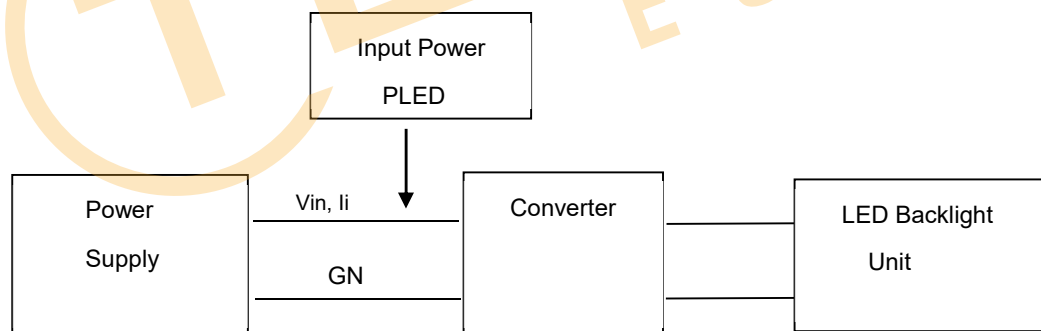 Input Power
PLED
Power
Supply
Vin, Ii
GN
Converter
LED Backlight
Unit